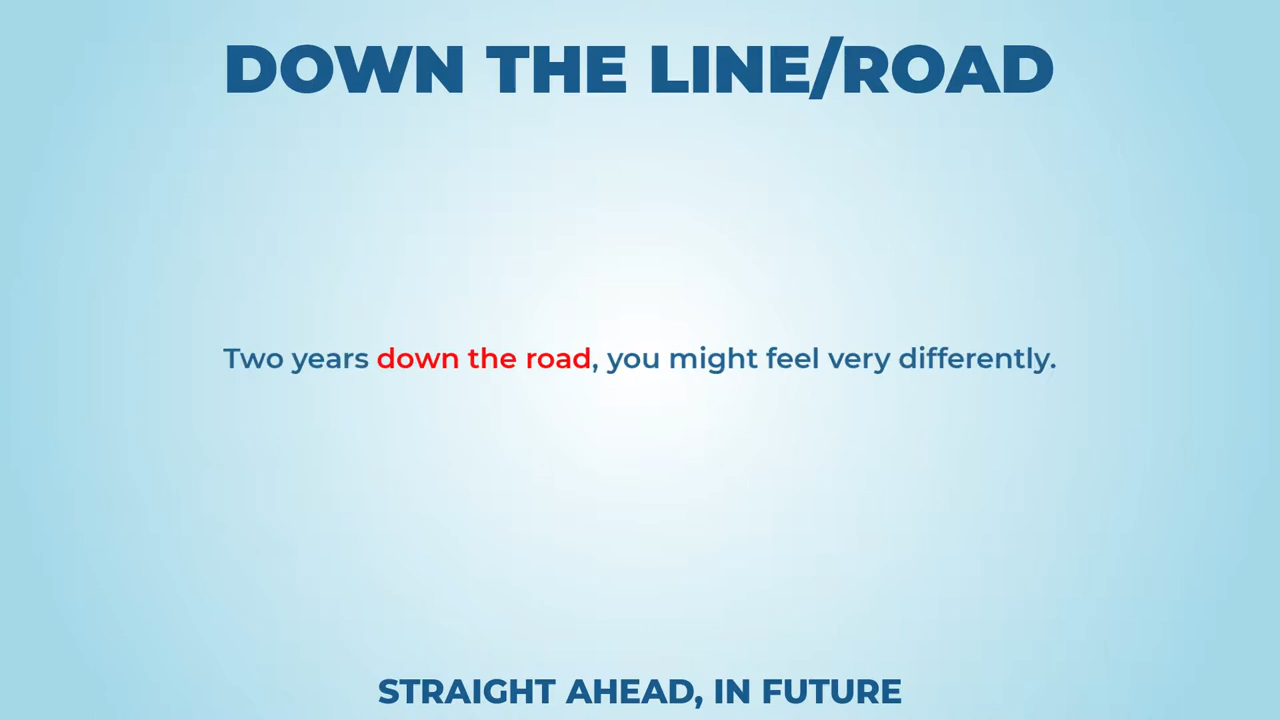 DOWN THE LINE/ROAD
Two years down the road, you might feel very differently.
STRAIGHT AHEAD, IN FUTURE